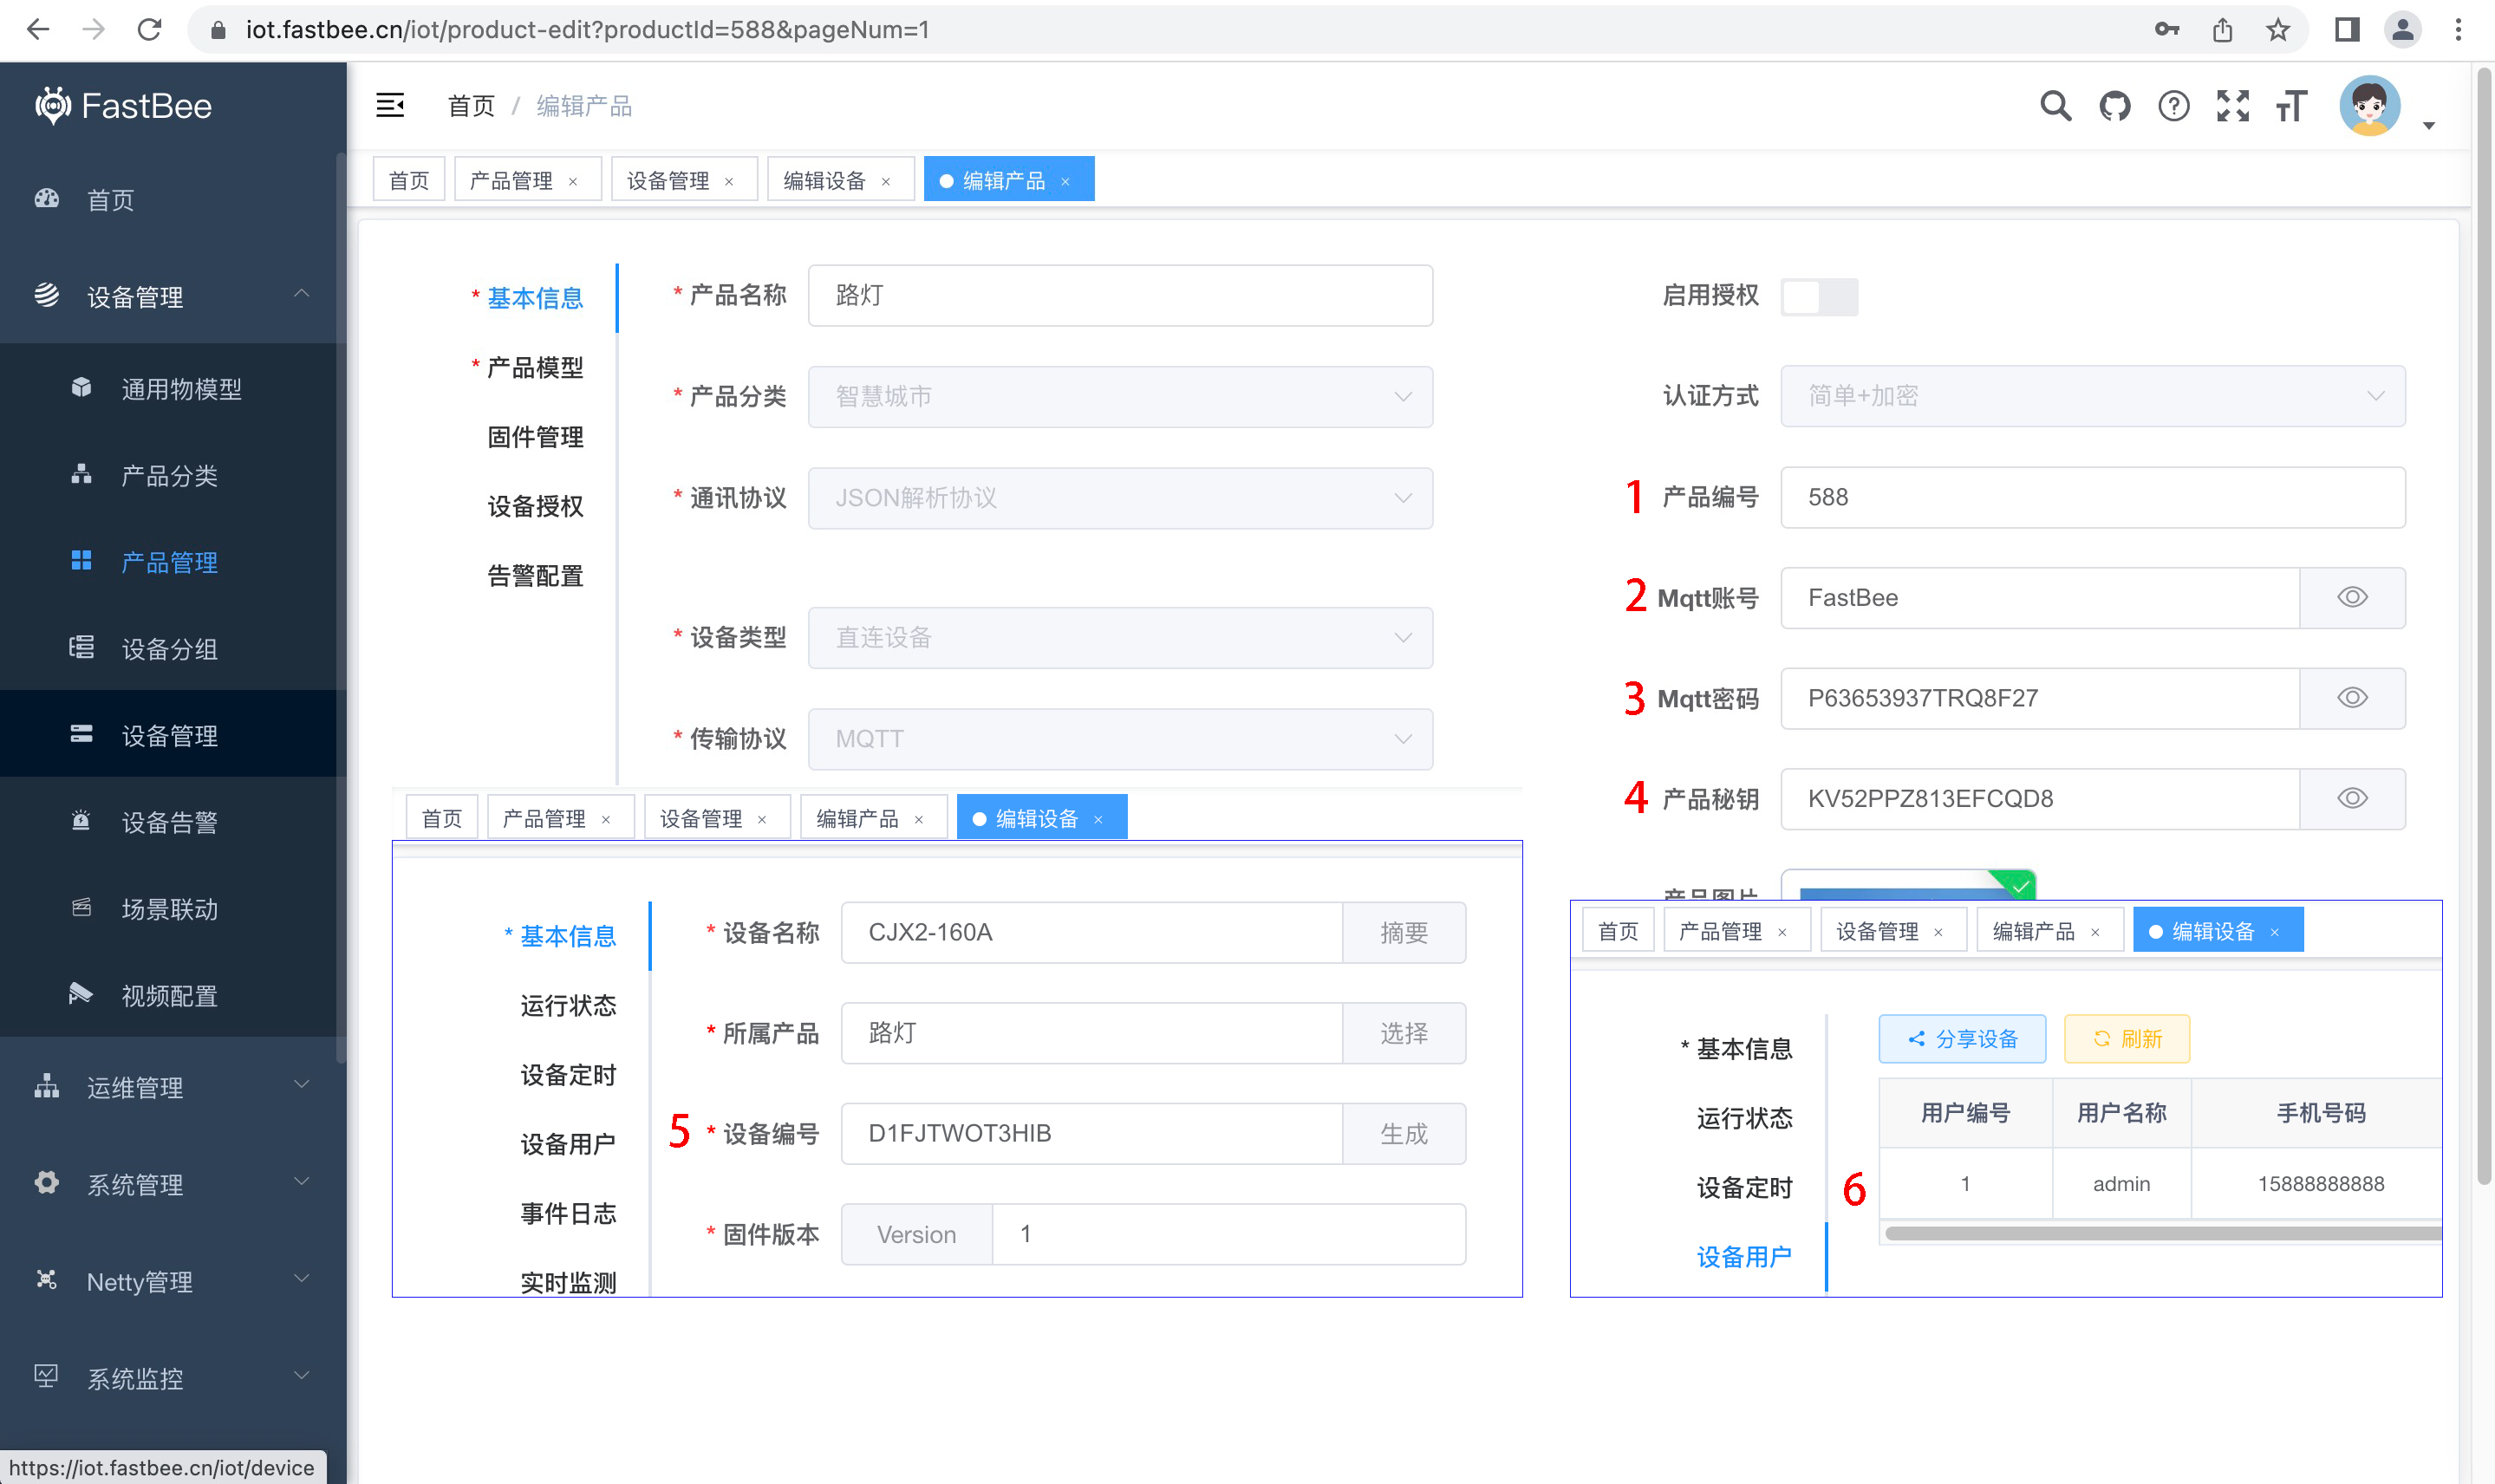 iot.fastbee.cn/iot/product-edit?productId=588&pageNum=1
FastBee
首页 / 编辑产品
首页
产品管理 ×
设备管理 ×
编辑设备 ×
编辑产品 ×
首页
设备管理
通用物模型
产品分类
产品管理
设备分组
设备管理
设备告警
场景联动
视频配置
运维管理
系统管理
Netty管理
系统监控
https://iot.fastbee.cn/iot/device
* 基本信息
* 产品模型
固件管理
设备授权
告警配置
* 产品名称 路灯
* 产品分类 智慧城市
* 通讯协议 JSON解析协议
* 设备类型 直连设备
* 传输协议 MQTT
启用授权
认证方式 简单+加密
1 产品编号 588
2 Mqtt账号 FastBee
3 Mqtt密码 P63653937TRQ8F27
4 产品秘钥 KV52PPZ813EFCQD8
产品图片
首页
产品管理 ×
设备管理 ×
编辑产品 ×
编辑设备 ×
* 基本信息
运行状态
设备定时
设备用户
事件日志
实时监测
* 设备名称 CJX2-160A 摘要
* 所属产品 路灯 选择
5 * 设备编号 D1FJTWOT3HIB 生成
* 固件版本 Version 1
首页
产品管理 ×
设备管理 ×
编辑产品 ×
编辑设备 ×
* 基本信息
运行状态
设备定时
设备用户
分享设备 刷新
用户编号 用户名称 手机号码
6 1 admin 15888888888